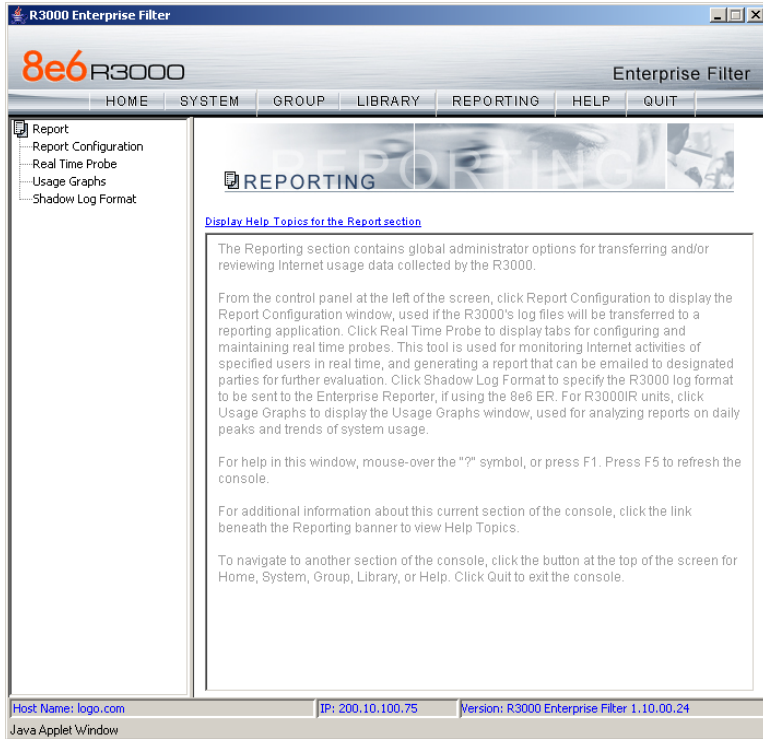 R3000 Enterprise Filter
8e6 R3000
Enterprise Filter
HOME SYSTEM GROUP LIBRARY REPORTING HELP QUIT
Report
Report Configuration
Real Time Probe
Usage Graphs
Shadow Log Format
REPORTING
REPORTING
Display Help Topics for the Report section
The Reporting section contains global administrator options for transferring and/or
reviewing Internet usage data collected by the R3000.
From the control panel at the left of the screen, click Report Configuration to display the
Report Configuration window, used if the R3000's log files will be transferred to a
reporting application. Click Real Time Probe to display tabs for configuring and
maintaining real time probes. This tool is used for monitoring Internet activities of
specified users in real time, and generating a report that can be emailed to designated
parties for further evaluation. Click Shadow Log Format to specify the R3000 log format
to be sent to the Enterprise Reporter, if using the 8e6 ER. For R3000IR units, click
Usage Graphs to display the Usage Graphs window, used for analyzing reports on daily
peaks and trends of system usage.
For help in this window, mouse-over the "?" symbol, or press F1. Press F5 to refresh the
console.
For additional information about this current section of the console, click the link
beneath the Reporting banner to view Help Topics.
To navigate to another section of the console, click the button at the top of the screen for
Home, System, Group, Library, or Help. Click Quit to exit the console.
Host Name: logo.com
IP: 200.10.100.75
Version: R3000 Enterprise Filter 1.10.00.24
Java Applet Window